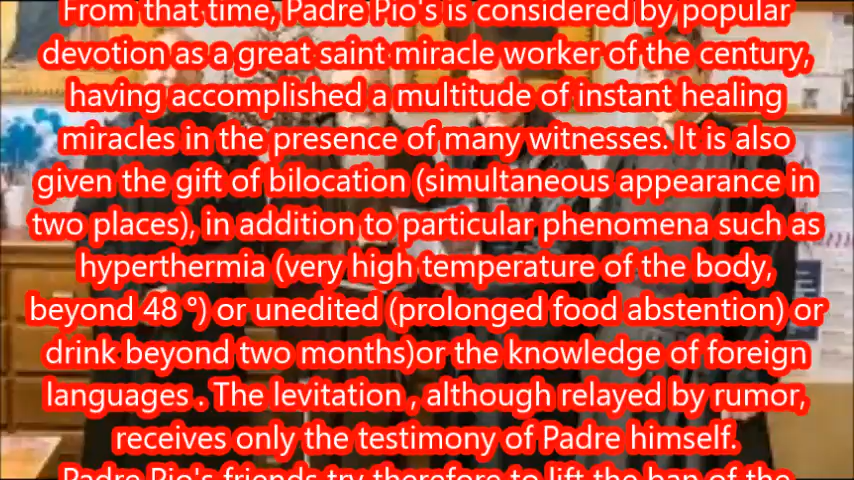 From that time, Padre Pio's is considered by popular
devotion as a great saint miracle worker of the century,
having accomplished a multitude of instant healing
miracles in the presence of many witnesses. It is also
given the gift of bilocation (simultaneous appearance in
two places), in addition to particular phenomena such as
hyperthermia (very high temperature of the body,
beyond 48 °) or unedited (prolonged food abstention) or
drink beyond two months)or the knowledge of foreign
languages . The levitation , although relayed by rumor,
receives only the testimony of Padre himself.
Padre Pio's friends try therefore to lift the ban of the